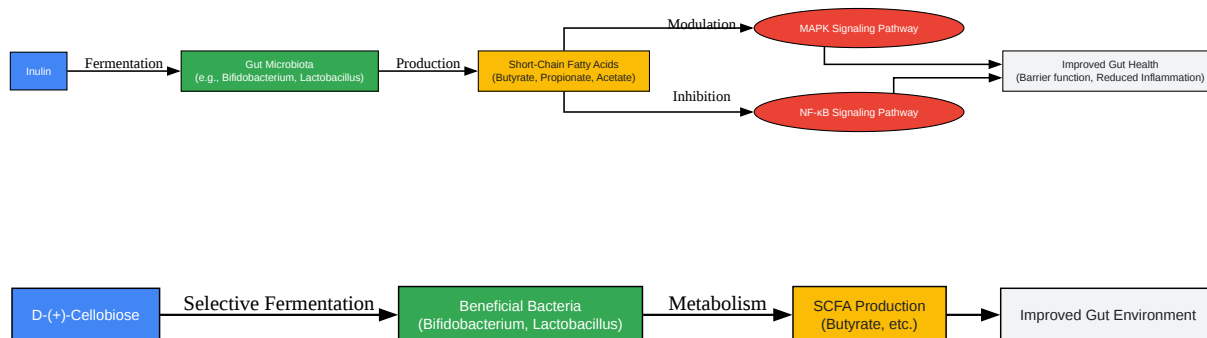 Inulin
Fermentation
Gut Microbiota
(e.g., Bifidobacterium, Lactobacillus)
Production
Short-Chain Fatty Acids
(Butyrate, Propionate, Acetate)
Modulation
MAPK Signaling Pathway
Inhibition
NF-κB Signaling Pathway
Improved Gut Health
(Barrier function, Reduced Inflammation)
D-(+)-Cellobiose
Selective Fermentation
Beneficial Bacteria
(Bifidobacterium, Lactobacillus)
Metabolism
SCFA Production
(Butyrate, etc.)
Improved Gut Environment